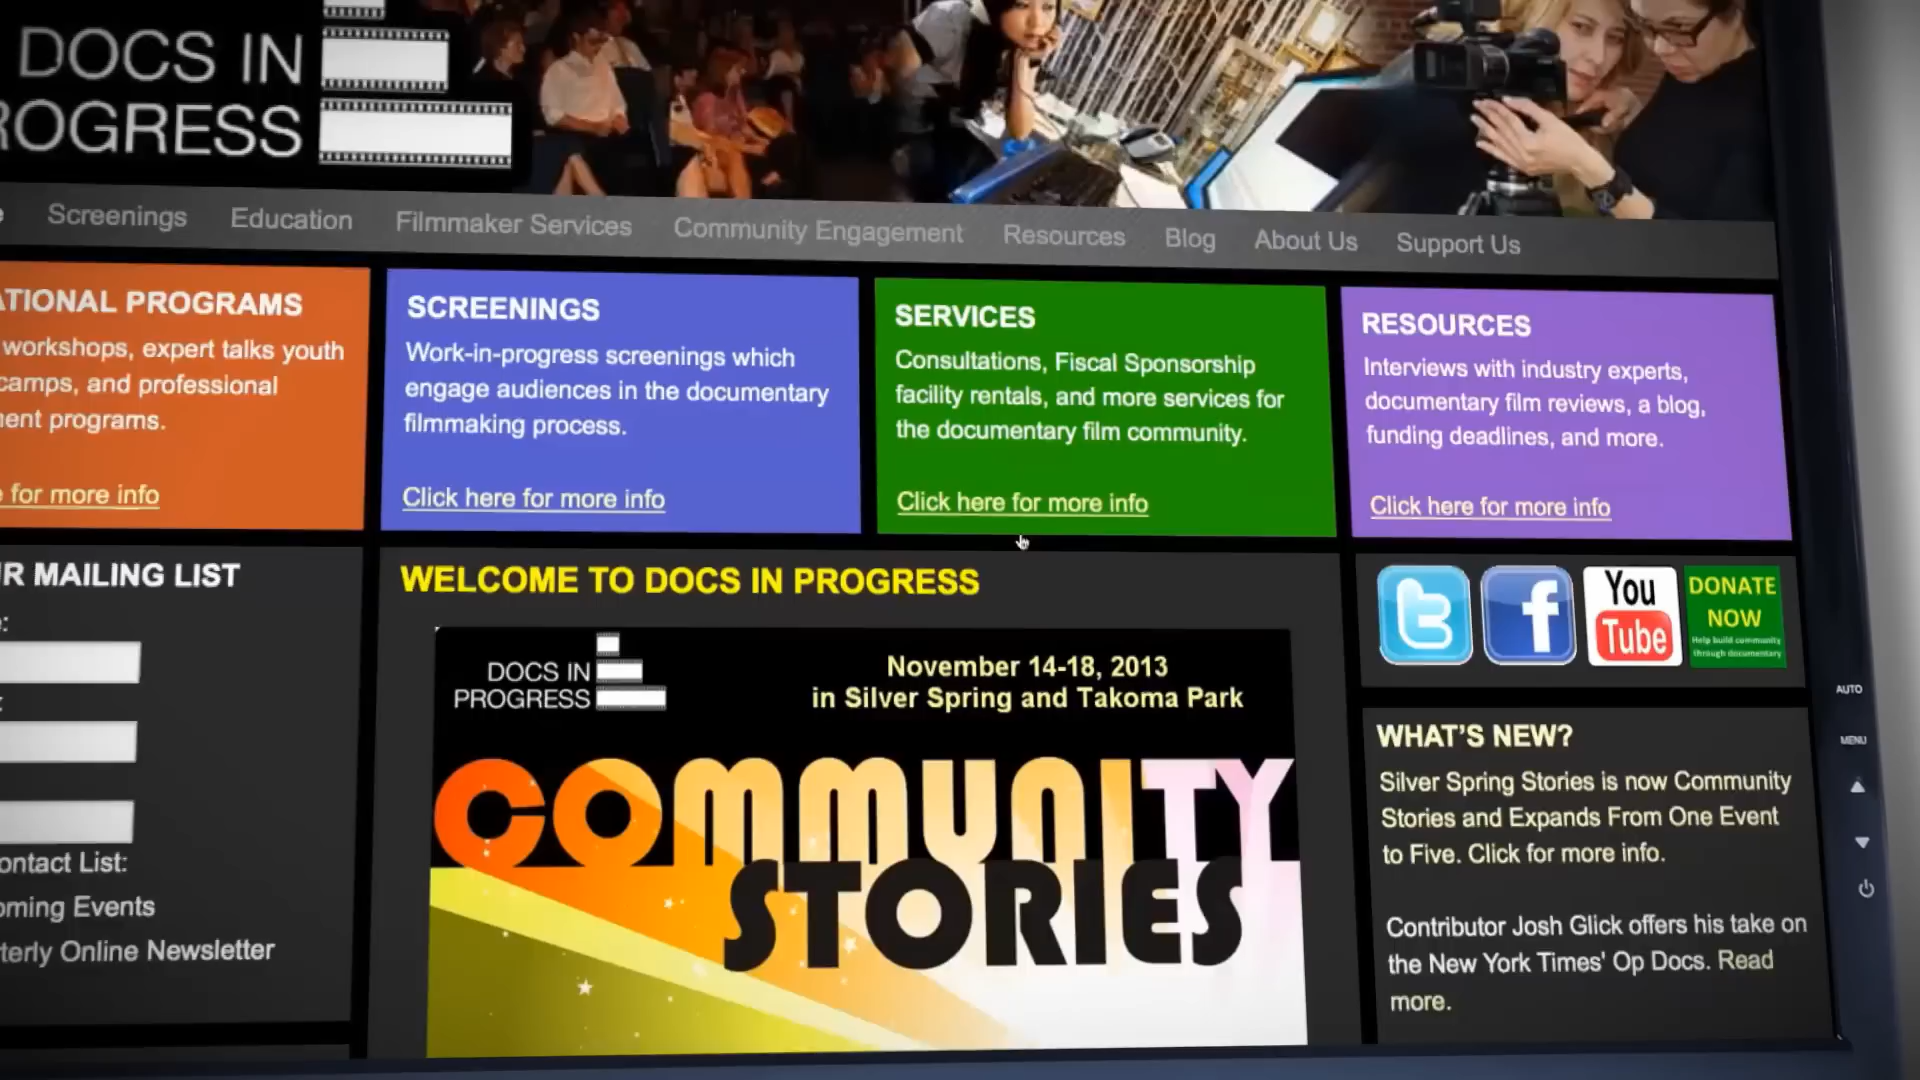 DOCS IN
ROGRESS
e Screenings Education Filmmaker Services Community Engagement Resources Blog About Us Support Us
ATIONAL PROGRAMS
workshops, expert talks youth
camps, and professional
ent programs.
e for more info
SCREENINGS
Work-in-progress screenings which
engage audiences in the documentary
filmmaking process.
Click here for more info
SERVICES
Consultations, Fiscal Sponsorship
facility rentals, and more services for
the documentary film community.
Click here for more info
RESOURCES
Interviews with industry experts,
documentary film reviews, a blog,
funding deadlines, and more.
Click here for more info
R MAILING LIST
ontact List:
oming Events
terly Online Newsletter
WELCOME TO DOCS IN PROGRESS
DOCS IN
PROGRESS
November 14-18, 2013
in Silver Spring and Takoma Park
COMMUNITY
STORIES
t
f
You
Tube
DONATE
NOW
Help build community
through documentary
WHAT'S NEW?
Silver Spring Stories is now Community
Stories and Expands From One Event
to Five. Click for more info.
Contributor Josh Glick offers his take on
the New York Times' Op Docs. Read
more.
AUTO
MENU